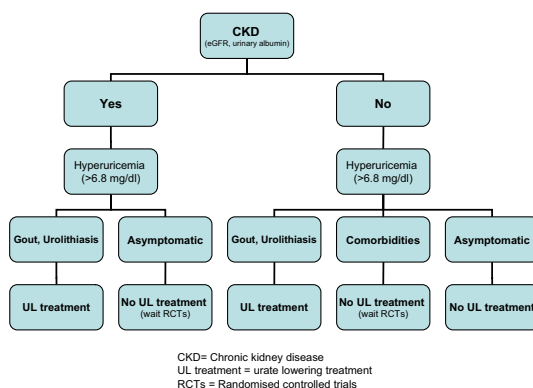 CKD
(eGFR, urinary albumin)
Yes
No
Hyperuricemia
(>6.8 mg/dl)
Hyperuricemia
(>6.8 mg/dl)
Gout, Urolithiasis
Asymptomatic
Gout, Urolithiasis
Comorbidities
Asymptomatic
UL treatment
No UL treatment
(wait RCTs)
UL treatment
No UL treatment
(wait RCTs)
No UL treatment
CKD= Chronic kidney disease
UL treatment = urate lowering treatment
RCTs = Randomised controlled trials